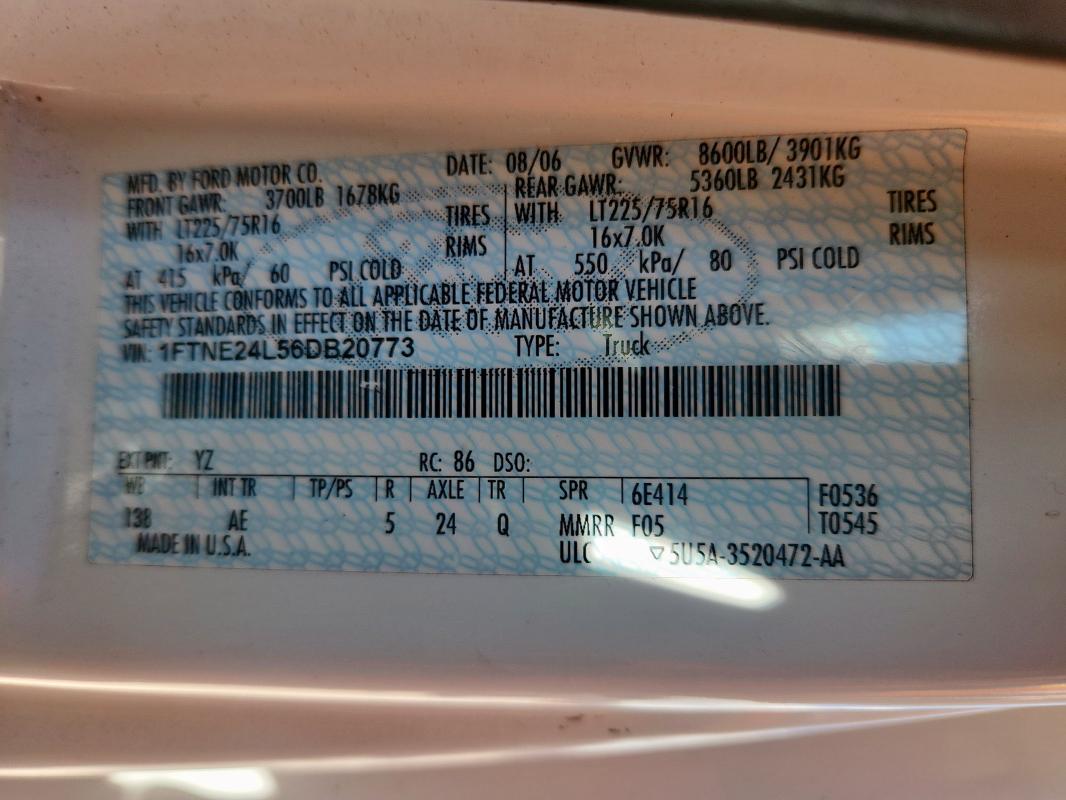 MFD. BY FORD MOTOR CO. DATE: 08/06 GVWR: 8600LB/ 3901KG
FRONT GAWR: 3700LB 1678KG REAR GAWR: 5360LB 2431KG
WITH LT225/75R16 TIRES WITH LT225/75R16 TIRES
16x7.0K RIMS 16x7.0K RIMS
AT 415 kPa/ 60 PSI COLD AT 550 kPa/ 80 PSI COLD
THIS VEHICLE CONFORMS TO ALL APPLICABLE FEDERAL MOTOR VEHICLE
SAFETY STANDARDS IN EFFECT ON THE DATE OF MANUFACTURE SHOWN ABOVE.
VIN: 1FTNE24L56DB20773 TYPE: Truck
EXT PNT: YZ RC: 86 DSO:
WB INT TR TP/PS R AXLE TR SPR 6E414 F0536
138 AE 5 24 Q MMRR F05 T0545
MADE IN U.S.A. ULC ▽5U5A-3520472-AA